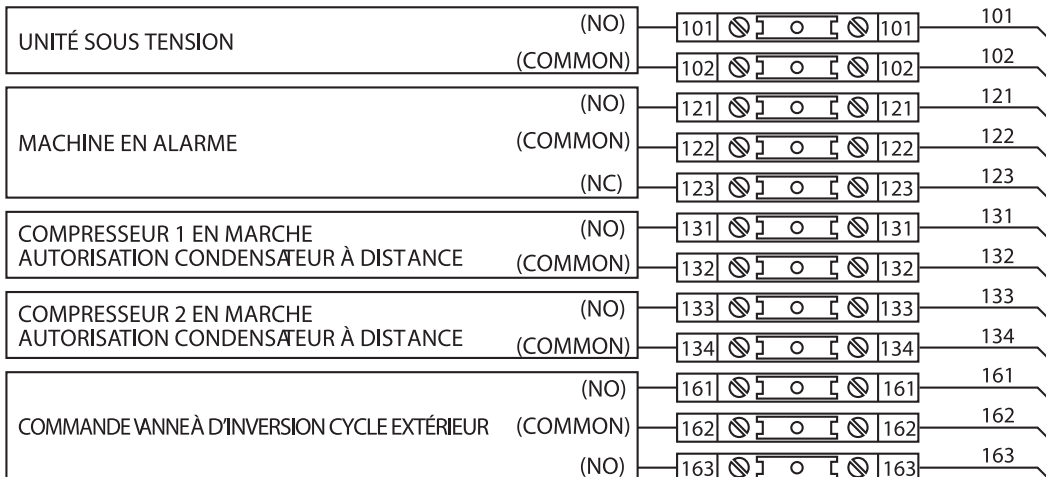 (NO) 101 101 101
UNITÉ SOUS TENSION
(COMMON) 102 102 102
(NO) 121 121 121
MACHINE EN ALARME (COMMON) 122 122 122
(NC) 123 123 123
COMPRESSEUR 1 EN MARCHE (NO) 131 131 131
AUTORISATION CONDENSATEUR À DISTANCE (COMMON) 132 132 132
COMPRESSEUR 2 EN MARCHE (NO) 133 133 133
AUTORISATION CONDENSATEUR À DISTANCE (COMMON) 134 134 134
(NO) 161 161 161
COMMANDE VANNE À D'INVERSION CYCLE EXTÉRIEUR (COMMON) 162 162 162
(NO) 163 163 163